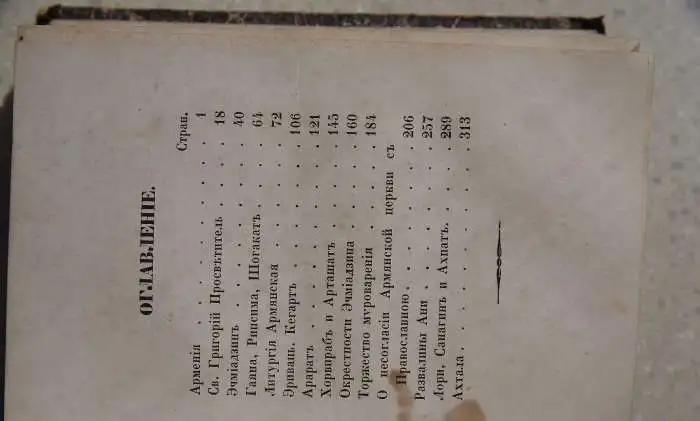 ОГЛАВЛЕНІЕ.
Стран.
Арменія . . . . . . . . 1
Св. Григорій Просвѣтитель . . 18
Эчміадзинъ . . . . . . . 40
Гаяна, Рипсима, Шогакатъ . . . 64
Литургія Армянская . . . . . 72
Эривань. Кегартъ . . . . . . 106
Араратъ . . . . . . . . 121
Хорвирабъ и Арташатъ . . . . 145
Окрестности Эчміадзина . . . . 160
Торжество муроваренія . . . . 184
О несогласіи Армянской церкви съ
Православною . . . . . . 206
Развалины Ани . . . . . . 257
Лори, Санагинъ и Ахпатъ . . . . 289
Ахтала . . . . . . . . 313